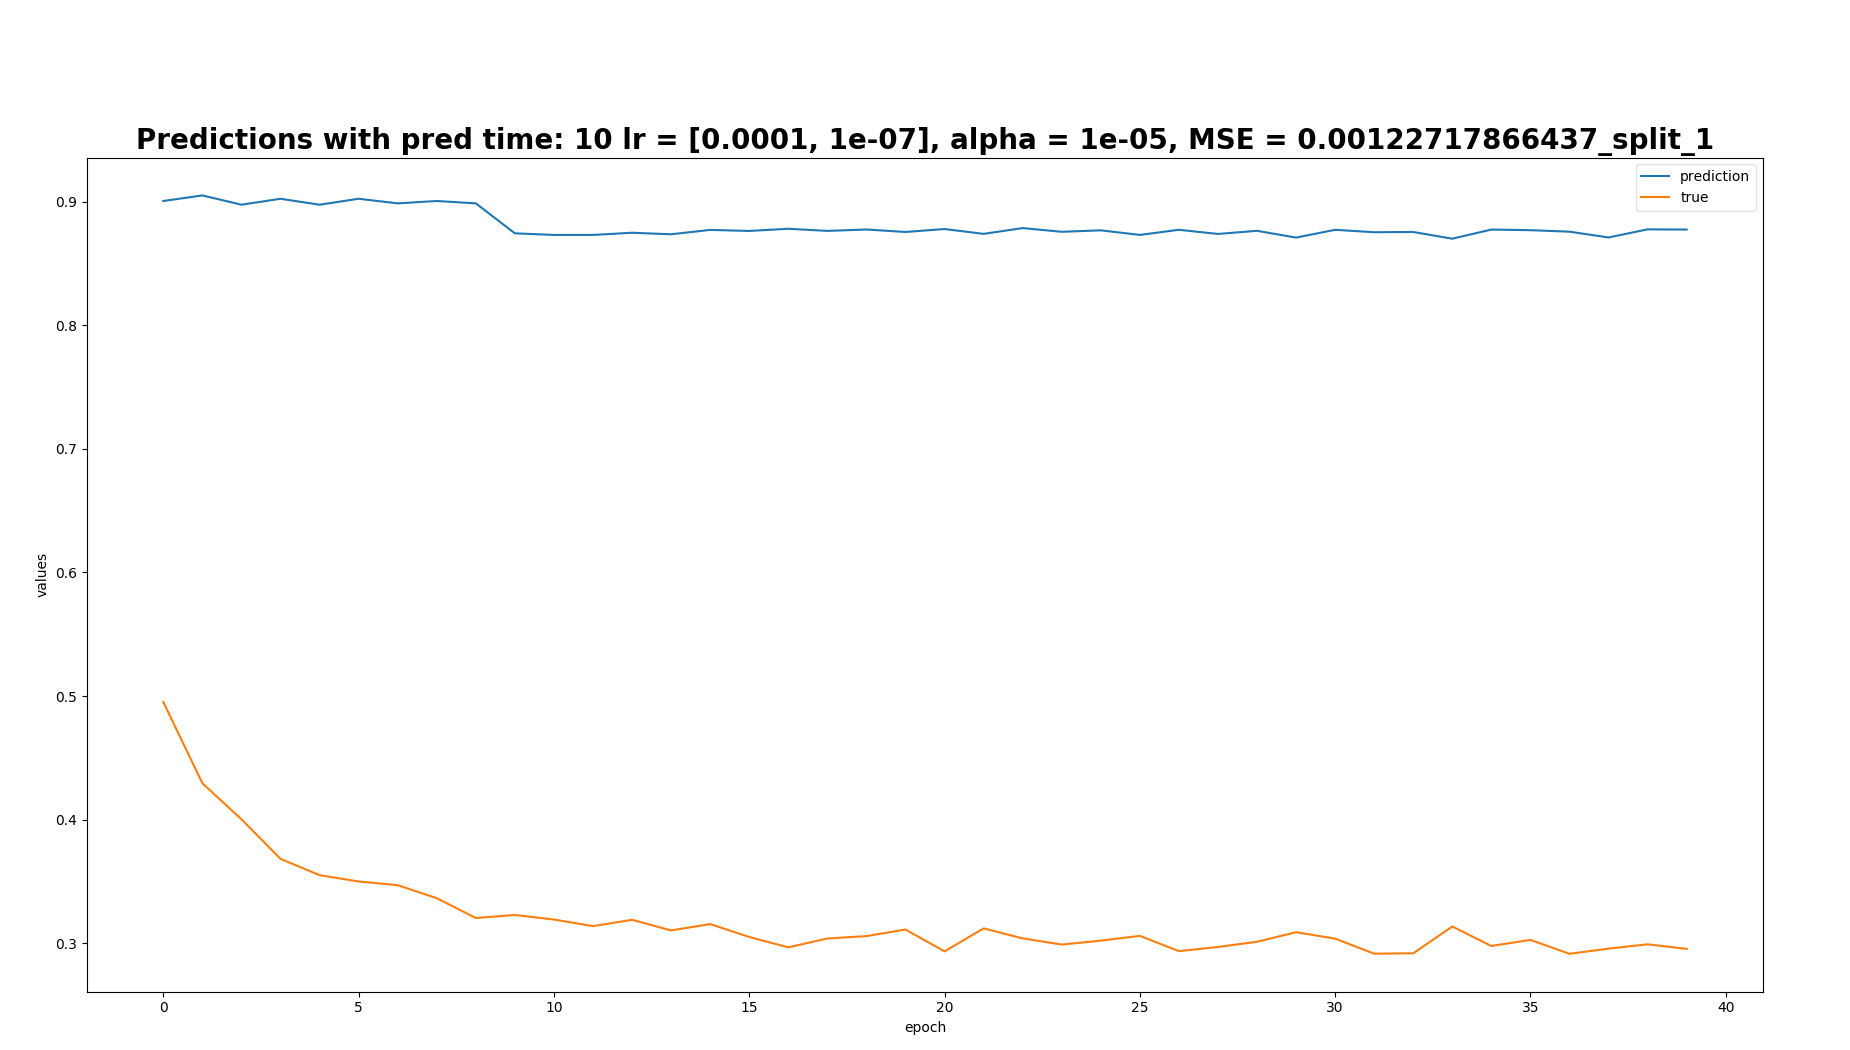 Predictions with pred time: 10 lr = [0.0001, 1e-07], alpha = 1e-05, MSE = 0.00122717866437_split_1
prediction
true
0.9
0.8
0.7
0.6
0.5
0.4
0.3
values
0 5 10 15 20 25 30 35 40
epoch